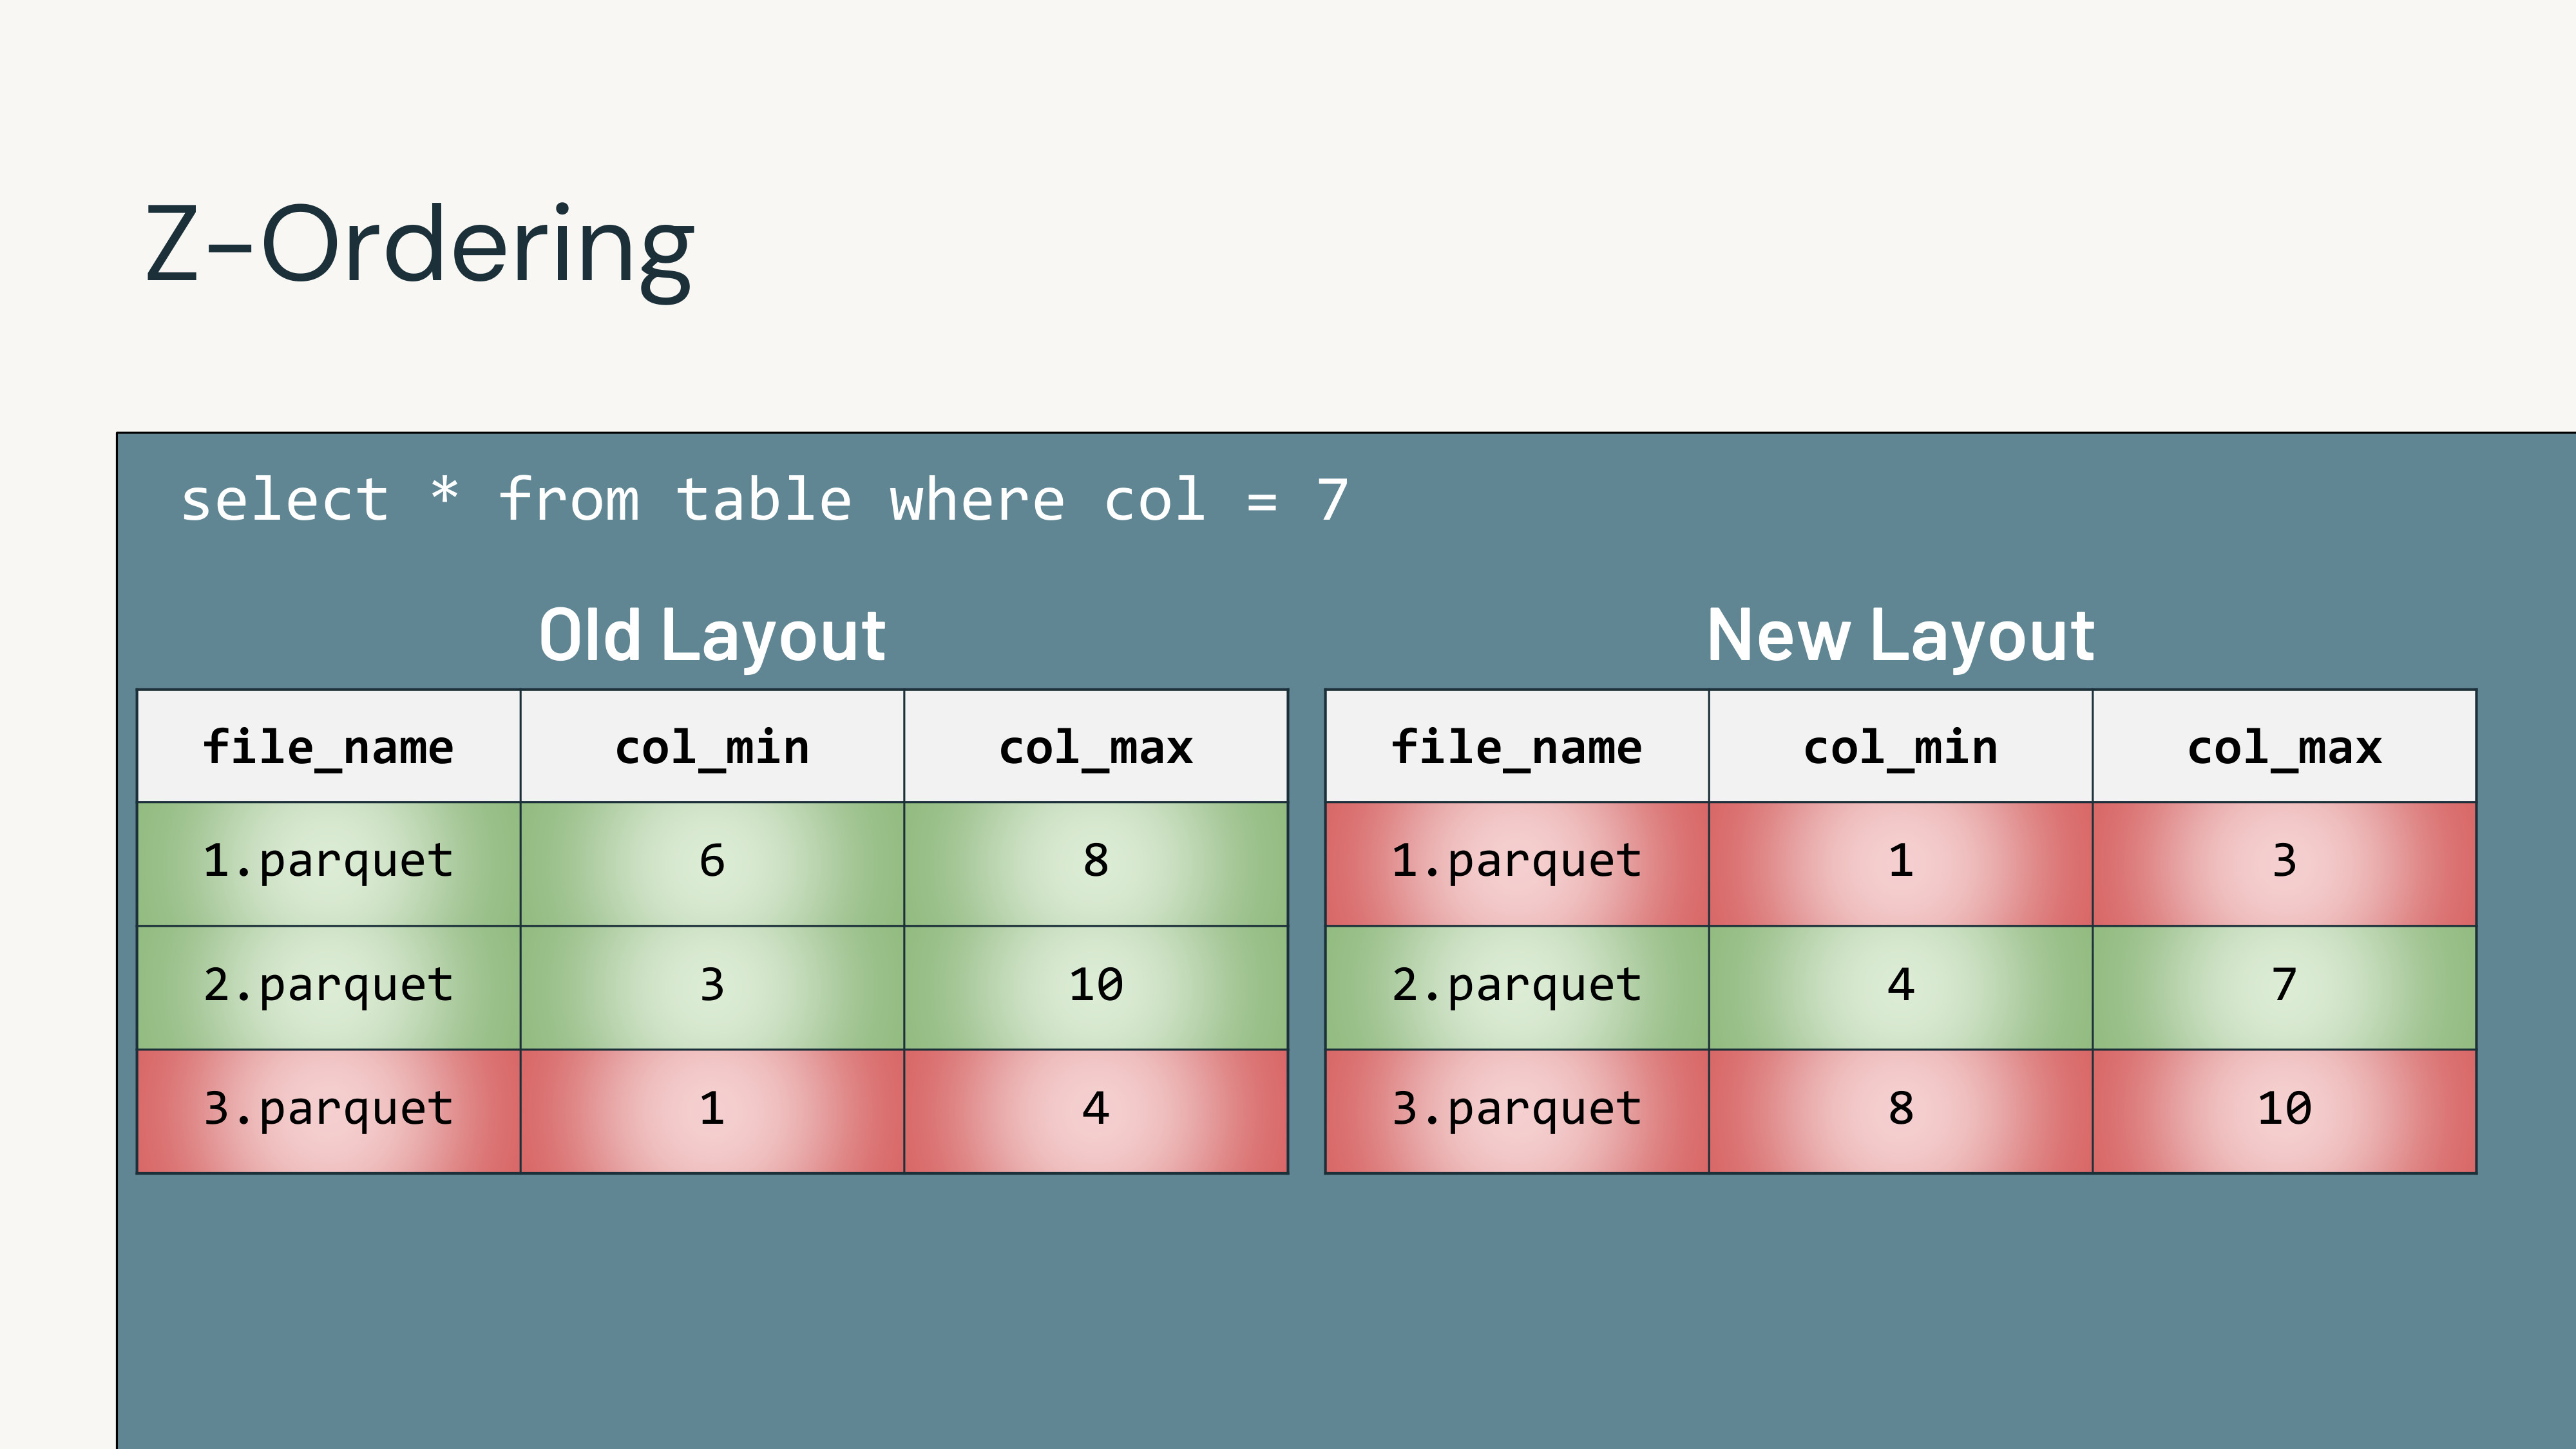 Z-Ordering
select * from table where col = 7
Old Layout
file_name col_min col_max
1.parquet 6 8
2.parquet 3 10
3.parquet 1 4
New Layout
file_name col_min col_max
1.parquet 1 3
2.parquet 4 7
3.parquet 8 10